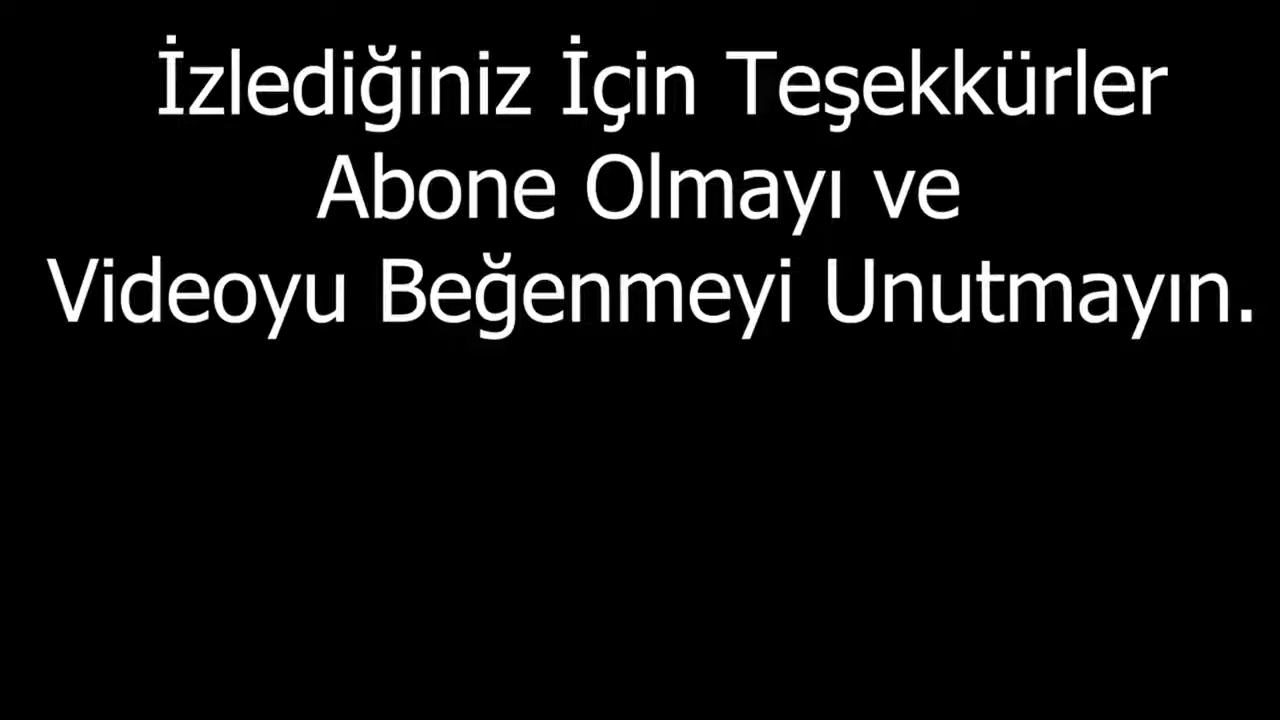 İzlediğiniz İçin Teşekkürler
Abone Olmayı ve
Videoyu Beğenmeyi Unutmayın.